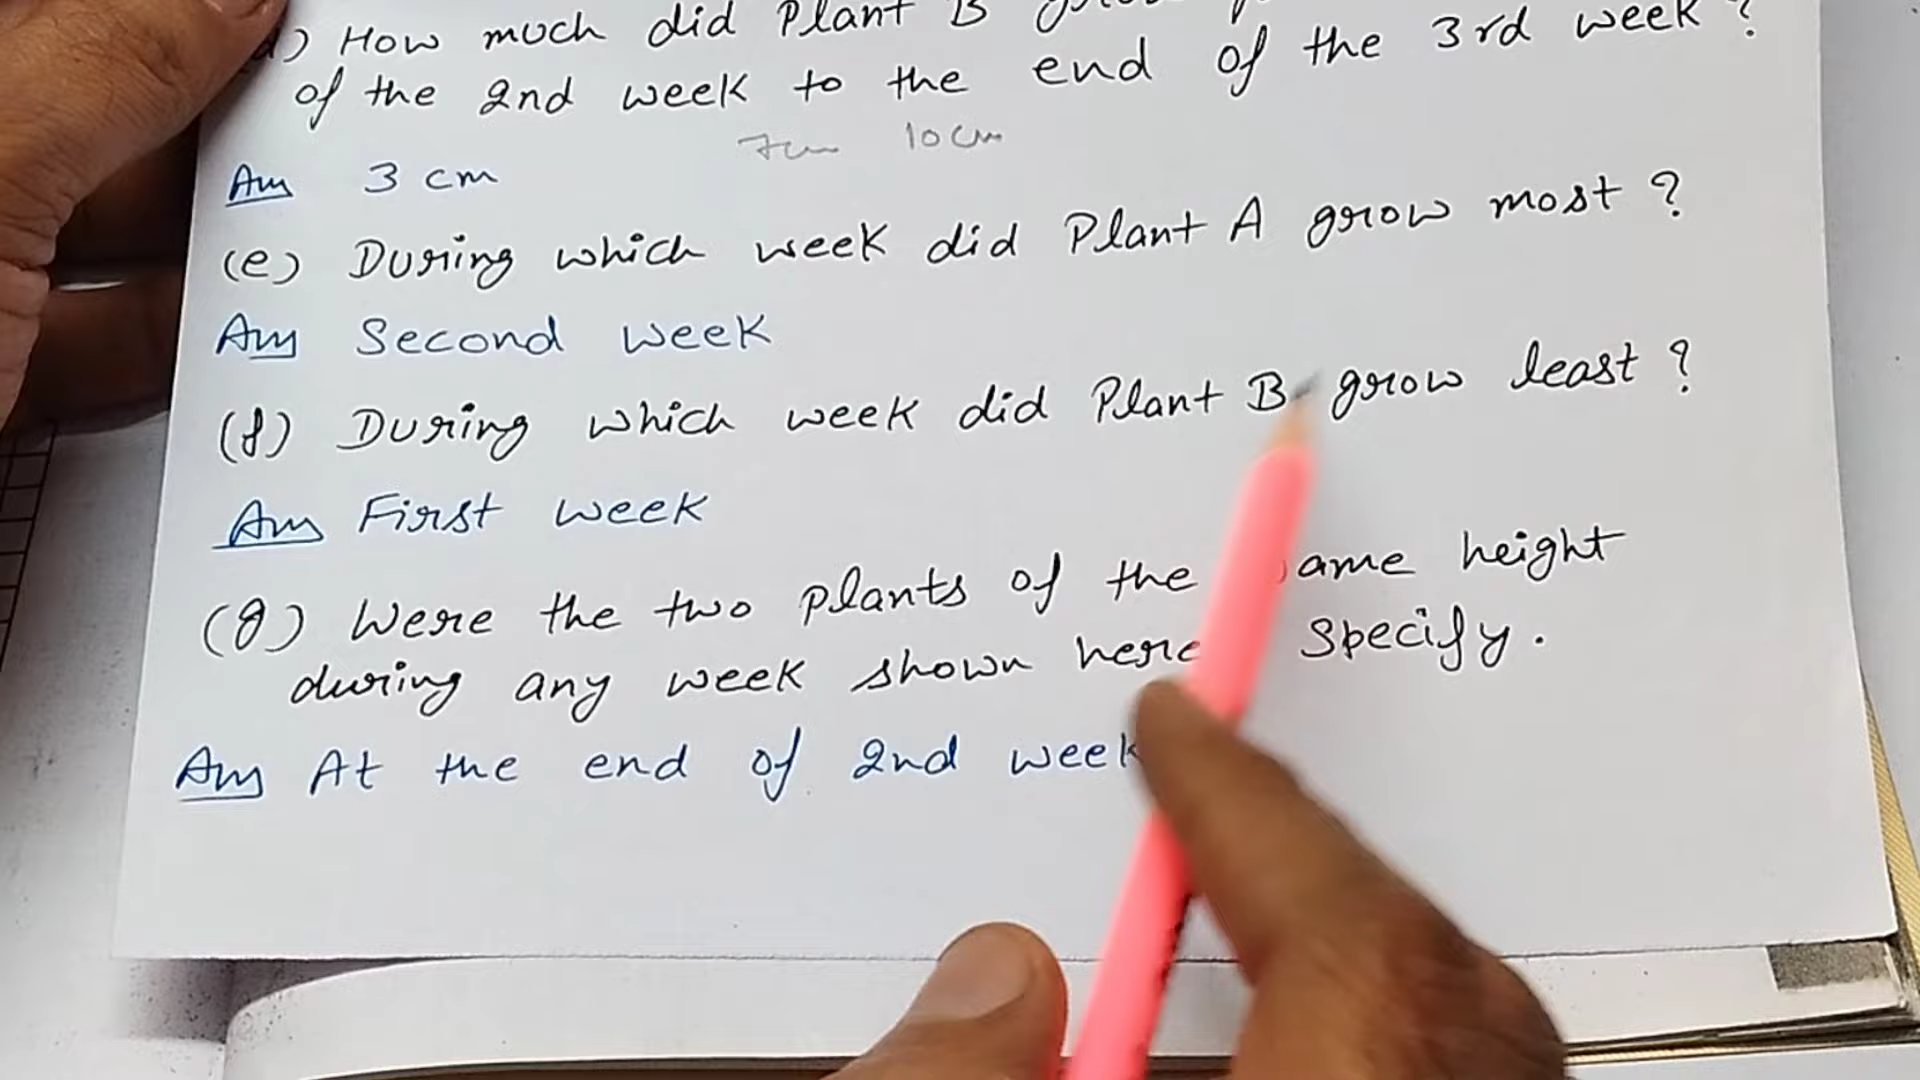 d) How much did Plant B
of the 2nd week to the end of the 3rd week ?
7cm 10cm
Ans 3 cm
(e) During which week did Plant A grow most ?
Ans Second week
(f) During which week did Plant B grow least ?
Ans First week
(g) Were the two plants of the ame height
during any week shown here Specify.
Ans At the end of 2nd week